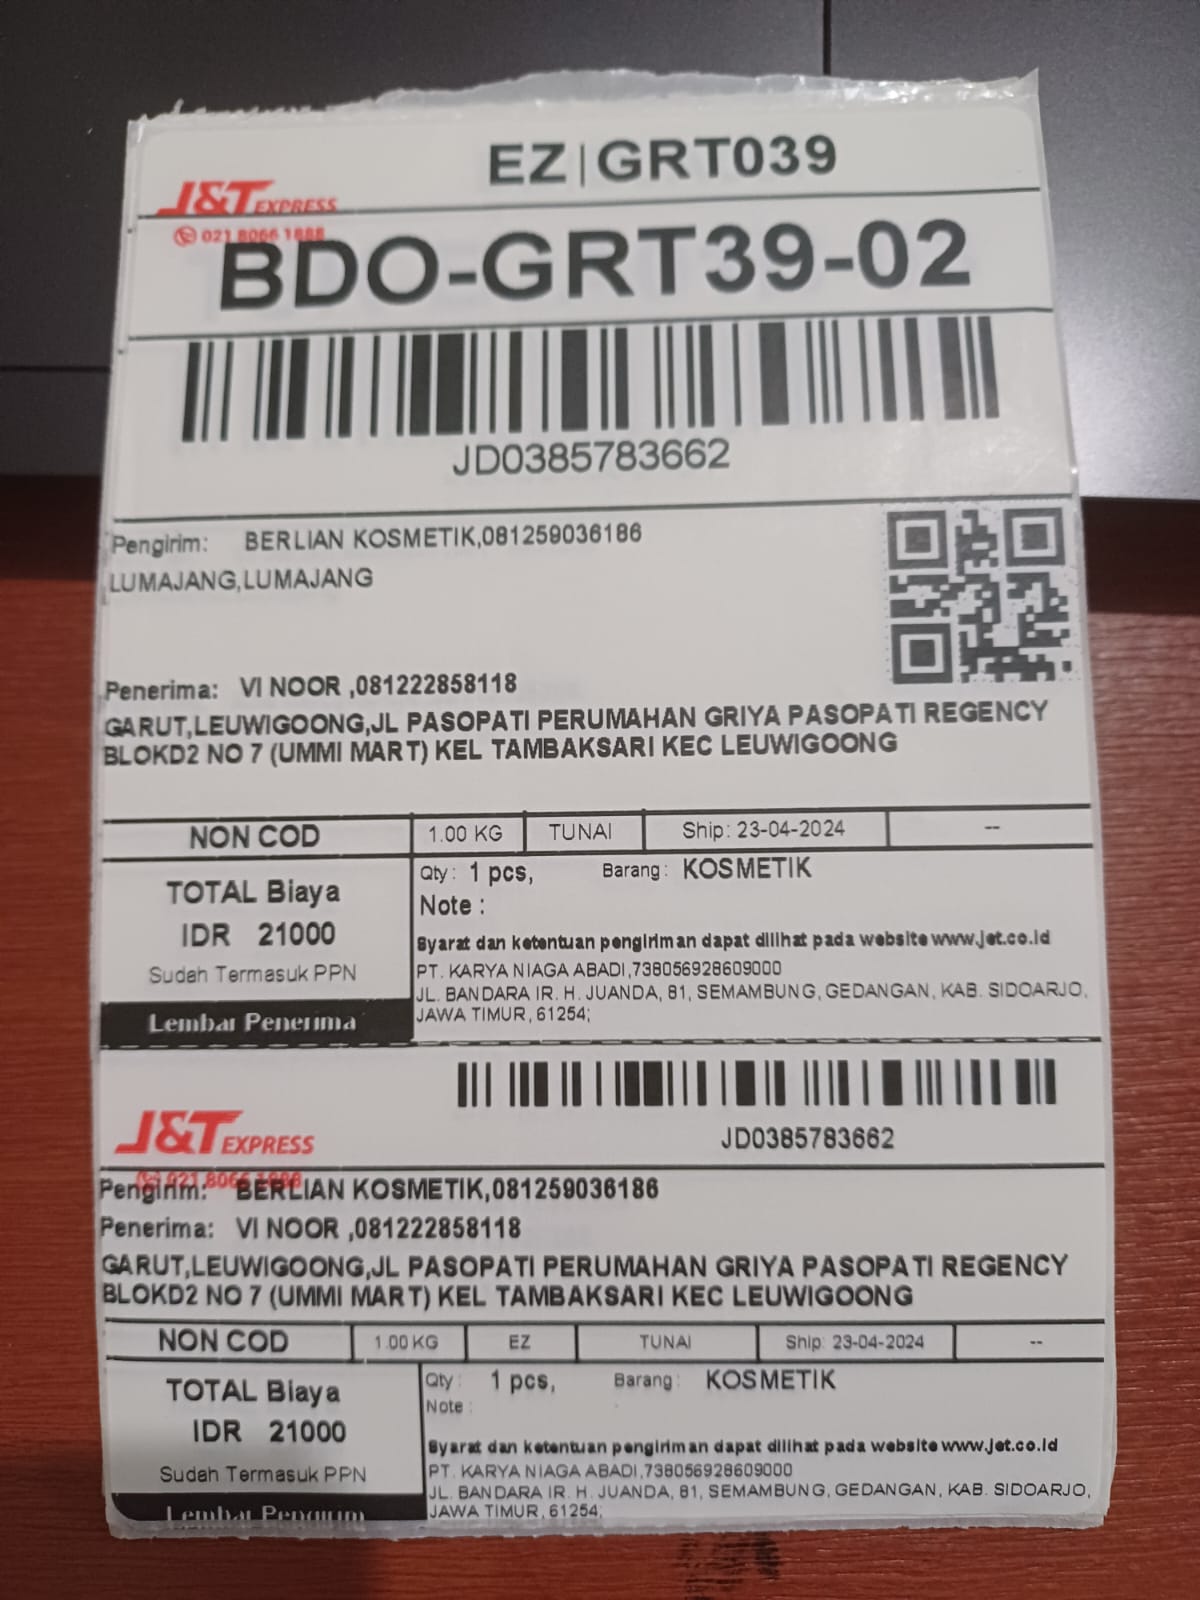 EZ|GRT039
J&T EXPRESS
021 8066 1888
BDO-GRT39-02
JD0385783662
Pengirim: BERLIAN KOSMETIK,081259036186
LUMAJANG,LUMAJANG
Penerima: VI NOOR ,081222858118
GARUT,LEUWIGOONG,JL PASOPATI PERUMAHAN GRIYA PASOPATI REGENCY
BLOKD2 NO 7 (UMMI MART) KEL TAMBAKSARI KEC LEUWIGOONG
NON COD 1.00 KG TUNAI Ship: 23-04-2024 --
TOTAL Biaya
IDR 21000
Sudah Termasuk PPN
Lembar Penerima
Qty : 1 pcs, Barang : KOSMETIK
Note :
Syarat dan ketentuan pengiriman dapat dilihat pada website www.jet.co.id
PT. KARYA NIAGA ABADI,738056928609000
JL. BANDARA IR. H. JUANDA, 81, SEMAMBUNG, GEDANGAN, KAB. SIDOARJO,
JAWA TIMUR, 61254;
J&T EXPRESS
021 8066 1888
JD0385783662
Pengirim: BERLIAN KOSMETIK,081259036186
Penerima: VI NOOR ,081222858118
GARUT,LEUWIGOONG,JL PASOPATI PERUMAHAN GRIYA PASOPATI REGENCY
BLOKD2 NO 7 (UMMI MART) KEL TAMBAKSARI KEC LEUWIGOONG
NON COD 1.00 KG EZ TUNAI Ship: 23-04-2024 --
TOTAL Biaya
IDR 21000
Sudah Termasuk PPN
Lembar Pengirim
Qty : 1 pcs, Barang : KOSMETIK
Note :
Syarat dan ketentuan pengiriman dapat dilihat pada website www.jet.co.id
PT. KARYA NIAGA ABADI,738056928609000
JL. BANDARA IR. H. JUANDA, 81, SEMAMBUNG, GEDANGAN, KAB. SIDOARJO,
JAWA TIMUR, 61254;